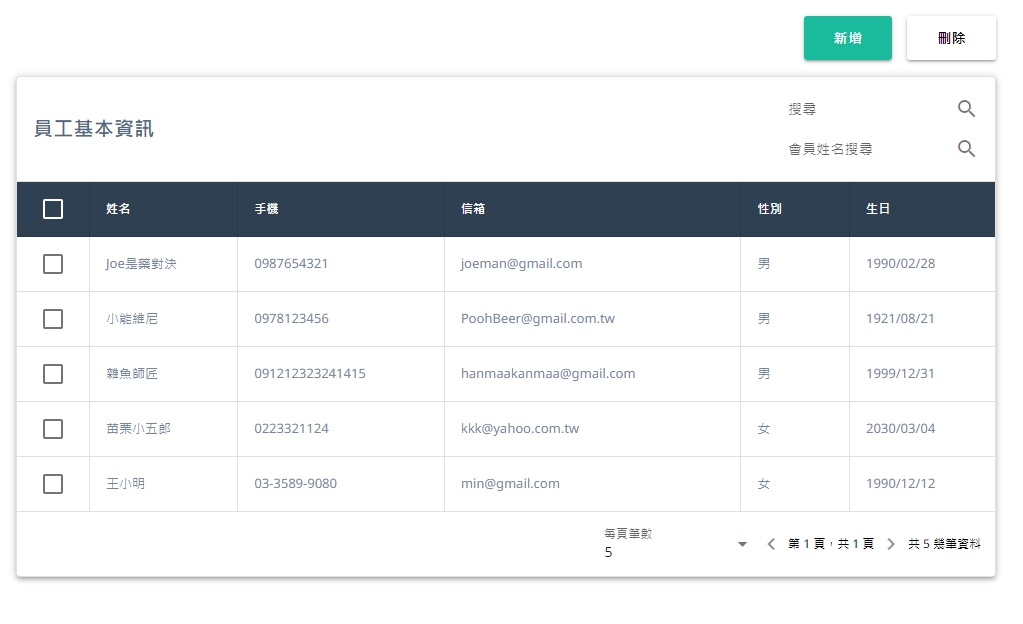 新增 刪除
員工基本資訊
搜尋
會員姓名搜尋
姓名 手機 信箱 性別 生日
Joe是藥對決 0987654321 joeman@gmail.com 男 1990/02/28
小能維尼 0978123456 PoohBeer@gmail.com.tw 男 1921/08/21
雜魚師匠 091212323241415 hanmaakanmaa@gmail.com 男 1999/12/31
苗栗小五郎 0223321124 kkk@yahoo.com.tw 女 2030/03/04
王小明 03-3589-9080 min@gmail.com 女 1990/12/12
每頁筆數
5 第 1 頁，共 1 頁 共 5 幾筆資料